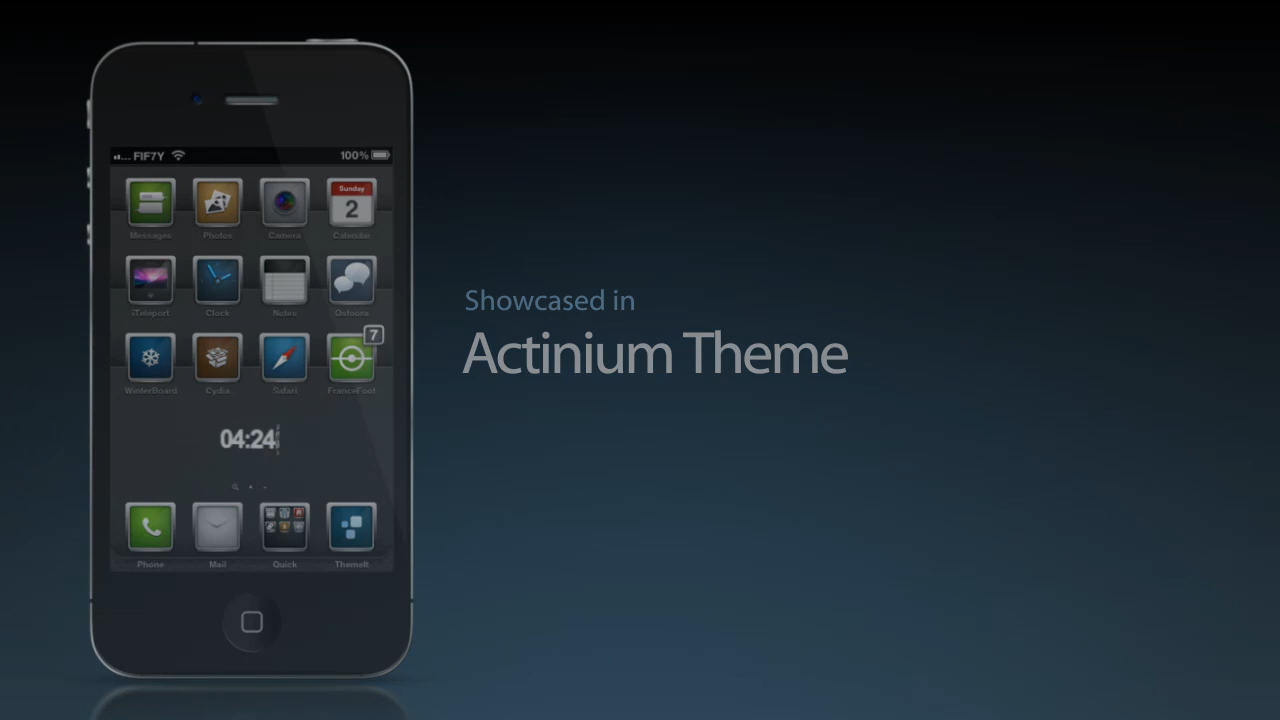 FIF7Y 100%
Sunday
2
Messages Photos Camera Calendar
iTeleport Clock Notes
7
WinterBoard Cydia Safari FranceFoot
04:24
Phone Mail Quick ThemeIt
Showcased in
Actinium Theme